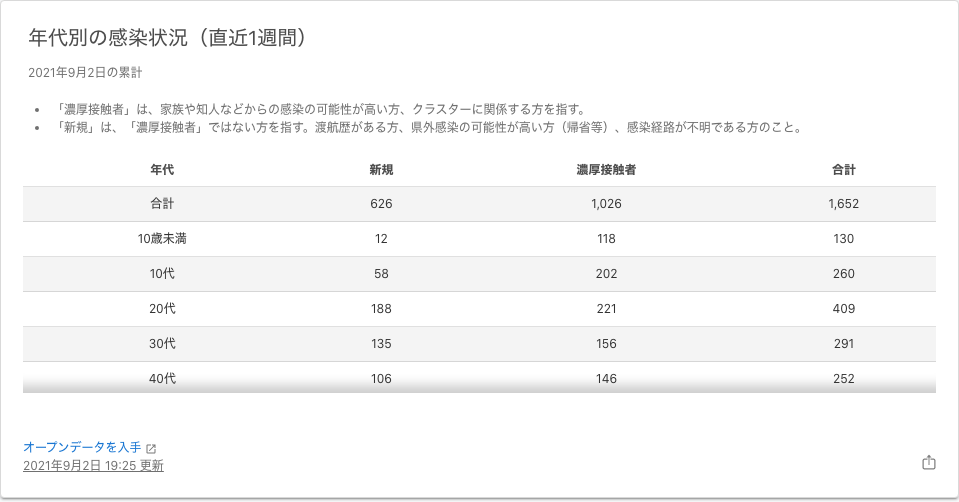 年代別の感染状況（直近1週間）
2021年9月2日の累計
• 「濃厚接触者」は、家族や知人などからの感染の可能性が高い方、クラスターに関係する方を指す。
• 「新規」は、「濃厚接触者」ではない方を指す。渡航歴がある方、県外感染の可能性が高い方（帰省等）、感染経路が不明である方のこと。
年代 新規 濃厚接触者 合計
合計 626 1,026 1,652
10歳未満 12 118 130
10代 58 202 260
20代 188 221 409
30代 135 156 291
40代 106 146 252
オープンデータを入手
2021年9月2日 19:25 更新